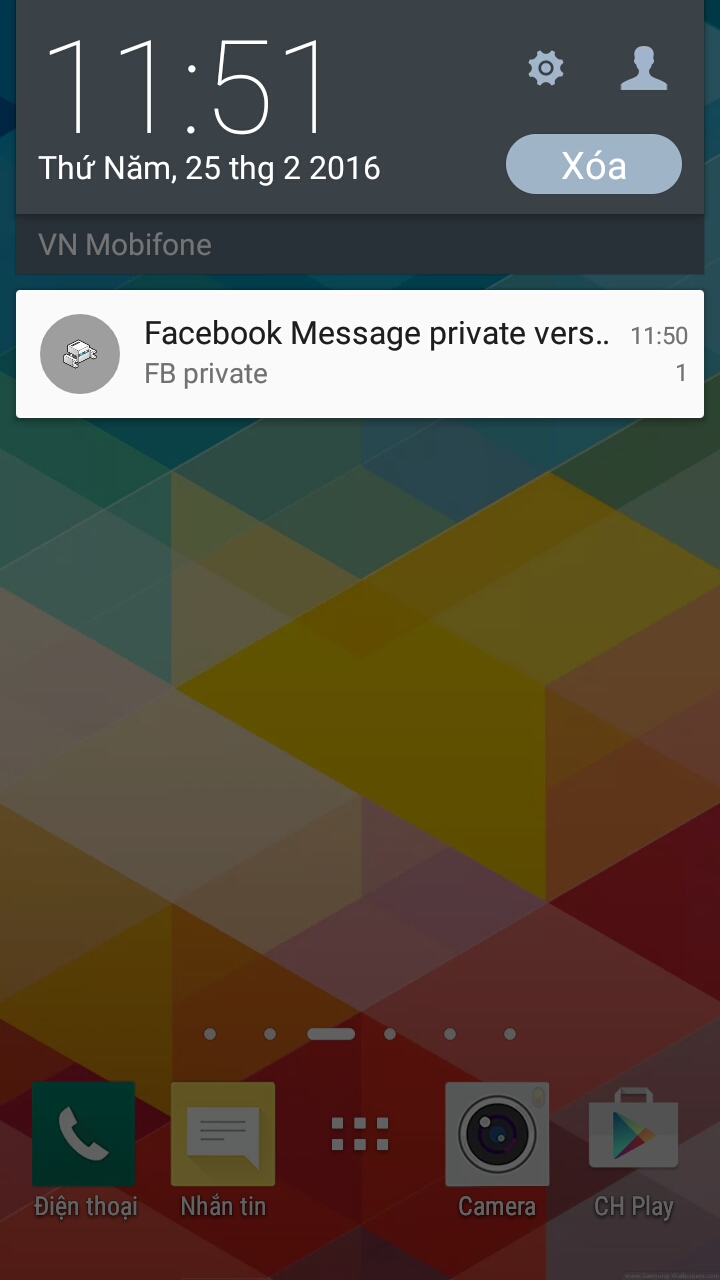 11:51
Thứ Năm, 25 thg 2 2016
Xóa
VN Mobifone
Facebook Message private vers..
11:50
FB private
1
Điện thoại
Nhắn tin
Camera
CH Play